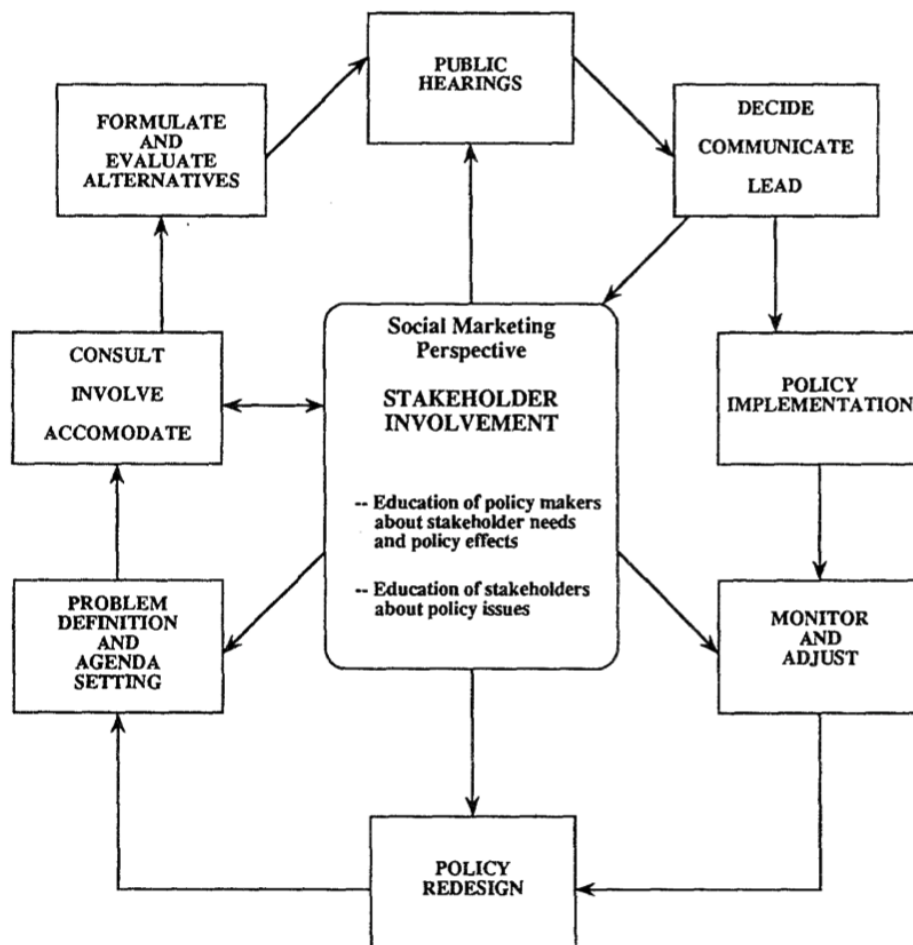 PUBLIC
HEARINGS
FORMULATE
AND
EVALUATE
ALTERNATIVES
DECIDE
COMMUNICATE
LEAD
Social Marketing
Perspective
STAKEHOLDER
INVOLVEMENT
-- Education of policy makers
about stakeholder needs
and policy effects
-- Education of stakeholders
about policy issues
CONSULT
INVOLVE
ACCOMODATE
POLICY
IMPLEMENTATION
PROBLEM
DEFINITION
AND
AGENDA
SETTING
MONITOR
AND
ADJUST
POLICY
REDESIGN